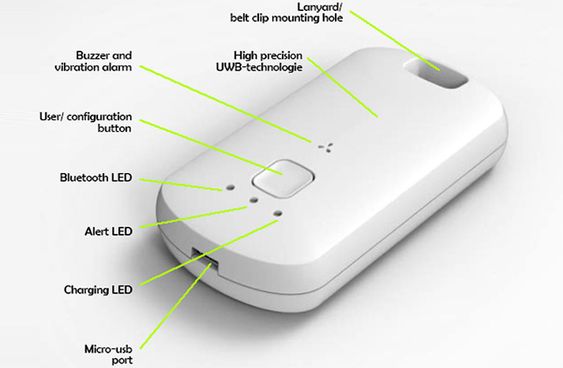 Lanyard/
belt clip mounting hole
Buzzer and
vibration alarm
High precision
UWB-technologie
User/ configuration
button
Bluetooth LED
Alert LED
Charging LED
Micro-usb
port